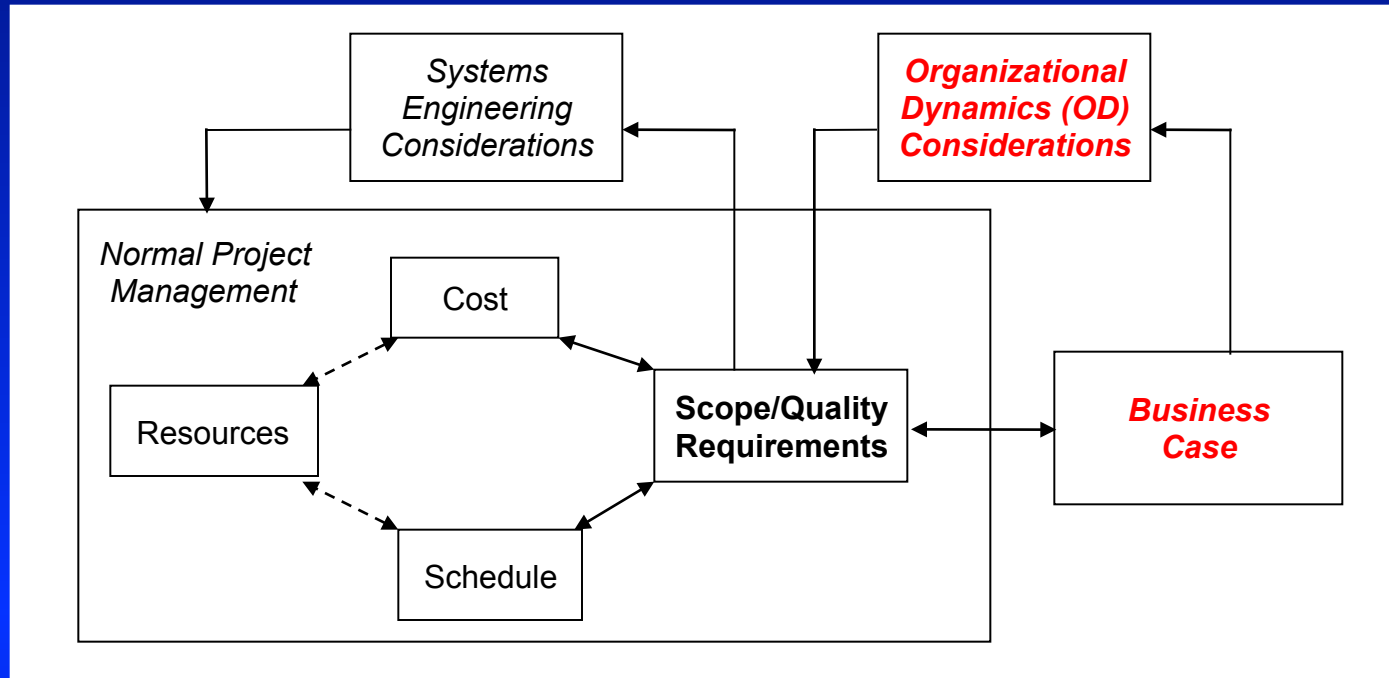 Systems
Engineering
Considerations
Organizational
Dynamics (OD)
Considerations
Normal Project
Management
Cost
Resources
Scope/Quality
Requirements
Business
Case
Schedule